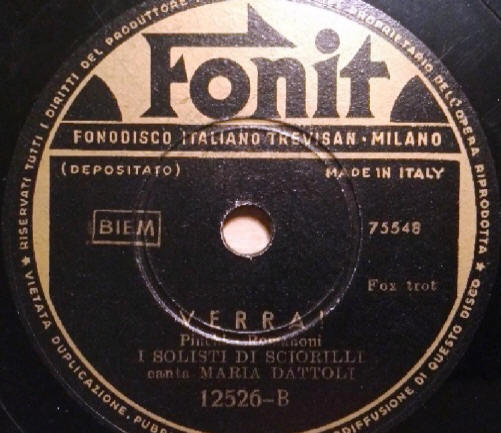 ★ RISERVATI TUTTI I DIRITTI DEL PRODUTTORE
PROPRIETARIO DELL'OPERA RIPRODOTTA ★
Fonit
FONODISCO ITALIANO TREVISAN · MILANO
(DEPOSITATO) MADE IN ITALY
BIEM 75548
Fox trot
VERRAI
I SOLISTI DI SCIORILLI
canta MARIA DATTOLI
12526-B
VIETATA DUPLICAZIONE, DIFFUSIONE DI QUESTO DISCO